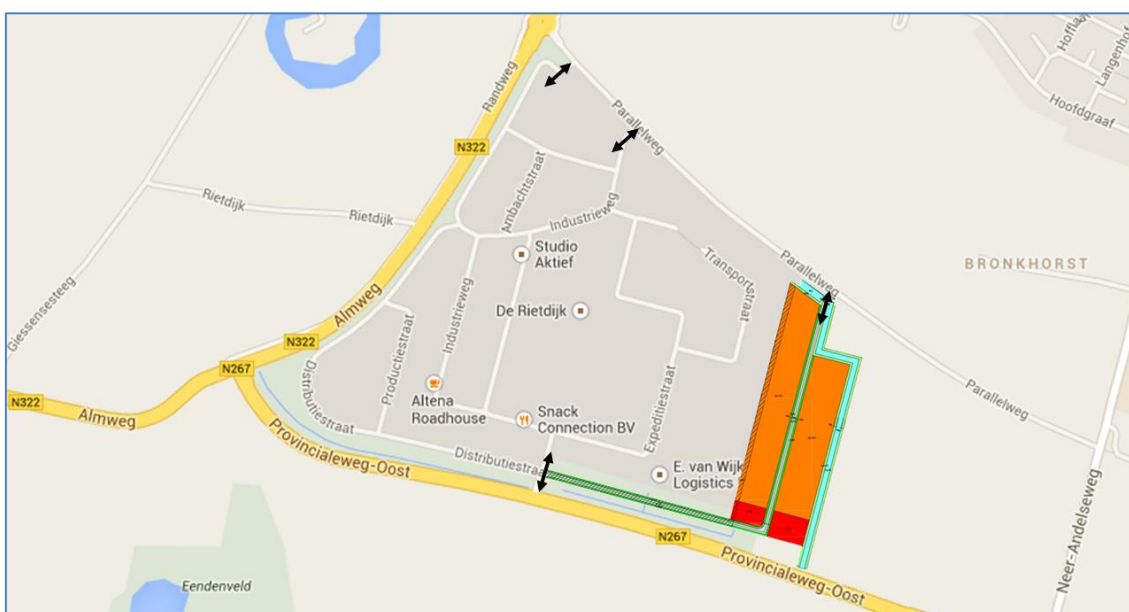 Hoffla
Langenhof
Hoofdgraaf
Randweg
Parallelweg
N322
Ambachtstraat
Rietdijk
Rietdijk
Industrieweg
Studio
Aktief
Transportstraat
Parallelweg
BRONKHORST
Giessensesteeg
Almweg
De Rietdijk
Industrieweg
Productiestraat
N322
N267
Distributiestraat
Expeditiestraat
Parallelweg
N322
Almweg
Altena
Roadhouse
Snack
Connection BV
Provincialeweg-Oost
Distributiestraat
E. van Wijk
Logistics
N267
Provincialeweg-Oost
Neer-Andelseweg
Eendenveld